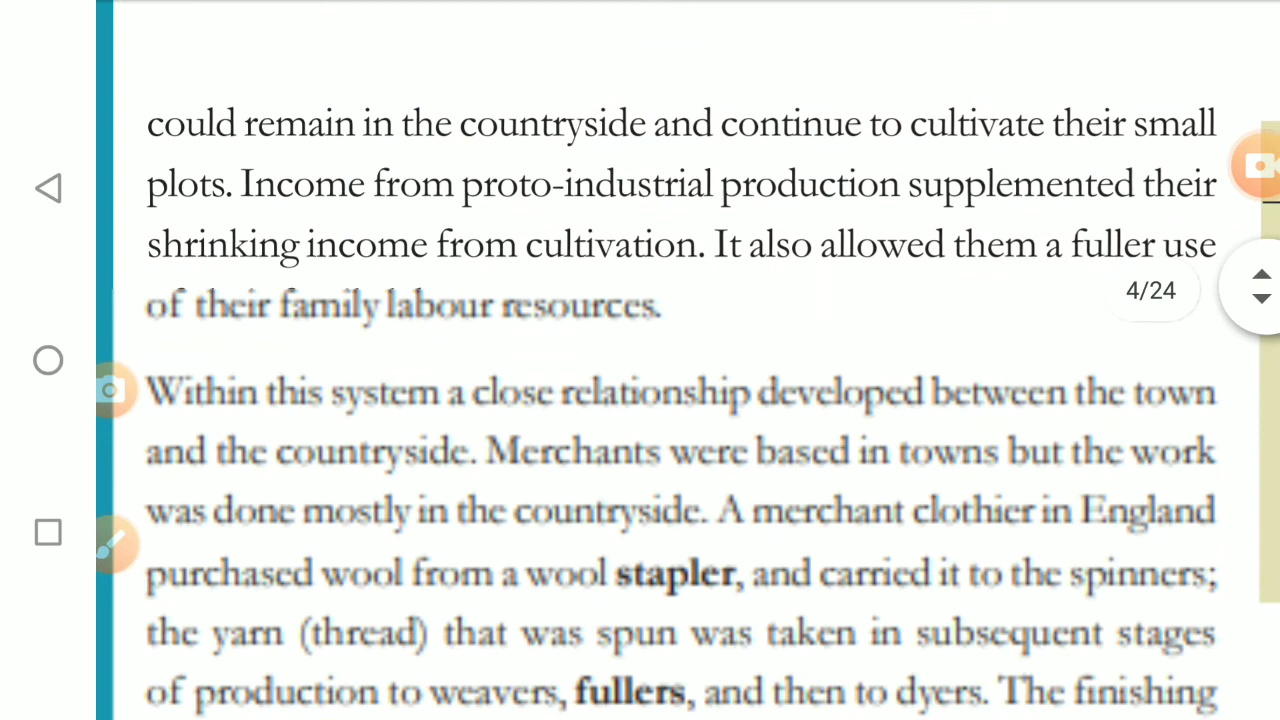 could remain in the countryside and continue to cultivate their small
plots. Income from proto-industrial production supplemented their
shrinking income from cultivation. It also allowed them a fuller use
of their family labour resources.
4/24
Within this system a close relationship developed between the town
and the countryside. Merchants were based in towns but the work
was done mostly in the countryside. A merchant clothier in England
purchased wool from a wool stapler, and carried it to the spinners;
the yarn (thread) that was spun was taken in subsequent stages
of production to weavers, fullers, and then to dyers. The finishing